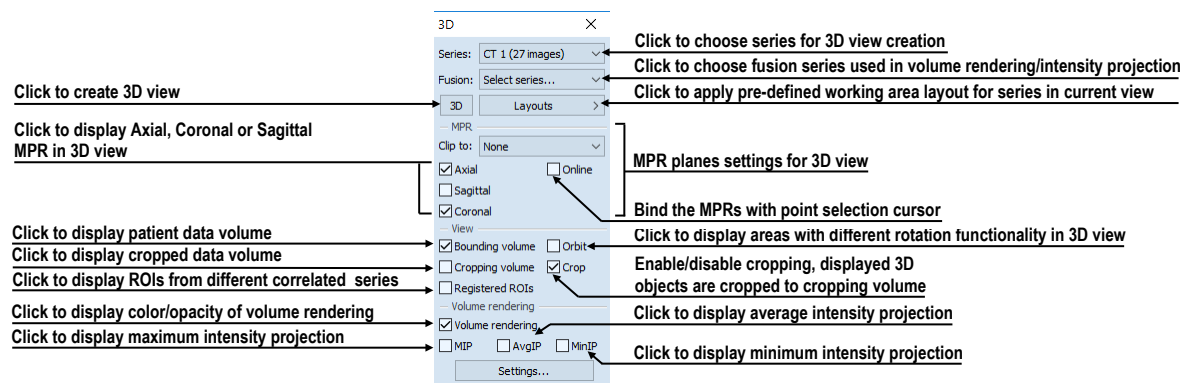 3D
Series: CT 1 (27 images)
Fusion: Select series...
3D Layouts
MPR
Clip to: None
Axial Online
Sagittal
Coronal
View
Bounding volume Orbit
Cropping volume Crop
Registered ROIs
Volume rendering
Volume rendering
MIP AvgIP MinIP
Settings...
Click to create 3D view
Click to display Axial, Coronal or Sagittal
MPR in 3D view
Click to display patient data volume
Click to display cropped data volume
Click to display ROIs from different correlated series
Click to display color/opacity of volume rendering
Click to display maximum intensity projection
Click to choose series for 3D view creation
Click to choose fusion series used in volume rendering/intensity projection
Click to apply pre-defined working area layout for series in current view
MPR planes settings for 3D view
Bind the MPRs with point selection cursor
Click to display areas with different rotation functionality in 3D view
Enable/disable cropping, displayed 3D
objects are cropped to cropping volume
Click to display average intensity projection
Click to display minimum intensity projection